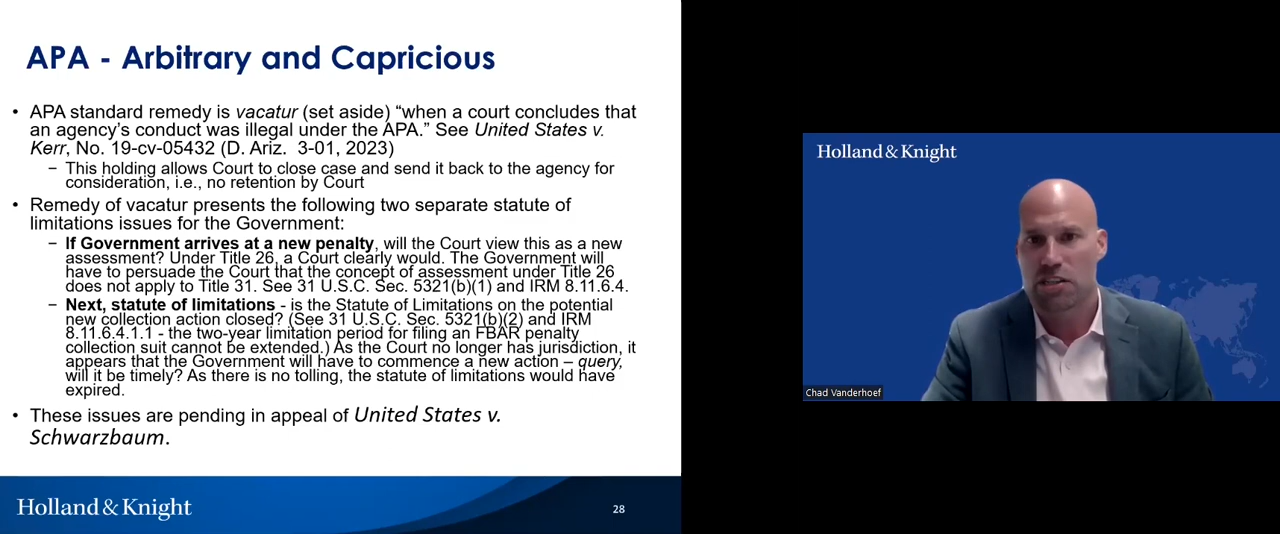 APA - Arbitrary and Capricious
• APA standard remedy is vacatur (set aside) “when a court concludes that
an agency’s conduct was illegal under the APA.” See United States v.
Kerr, No. 19-cv-05432 (D. Ariz. 3-01, 2023)
− This holding allows Court to close case and send it back to the agency for
consideration, i.e., no retention by Court
• Remedy of vacatur presents the following two separate statute of
limitations issues for the Government:
− If Government arrives at a new penalty, will the Court view this as a new
assessment? Under Title 26, a Court clearly would. The Government will
have to persuade the Court that the concept of assessment under Title 26
does not apply to Title 31. See 31 U.S.C. Sec. 5321(b)(1) and IRM 8.11.6.4.
− Next, statute of limitations - is the Statute of Limitations on the potential
new collection action closed? (See 31 U.S.C. Sec. 5321(b)(2) and IRM
8.11.6.4.1.1 - the two-year limitation period for filing an FBAR penalty
collection suit cannot be extended.) As the Court no longer has jurisdiction, it
appears that the Government will have to commence a new action – query,
will it be timely? As there is no tolling, the statute of limitations would have
expired.
• These issues are pending in appeal of United States v.
Schwarzbaum.
Holland & Knight
28
Holland & Knight
Chad Vanderhoef